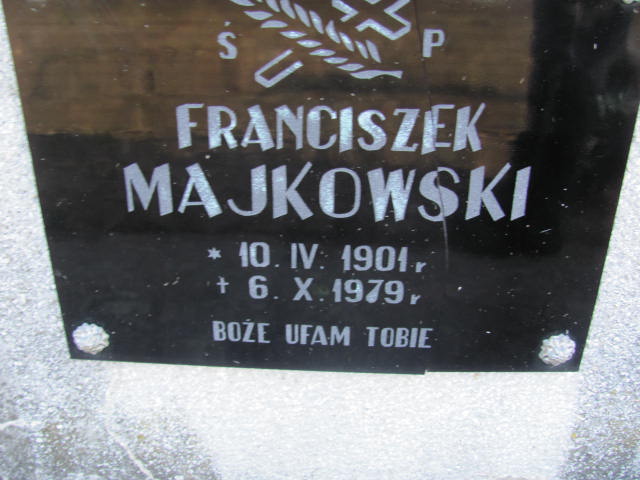 Ś P
FRANCISZEK
MAJKOWSKI
* 10. IV. 1901 r
† 6. X. 1979 r
BOŻE UFAM TOBIE